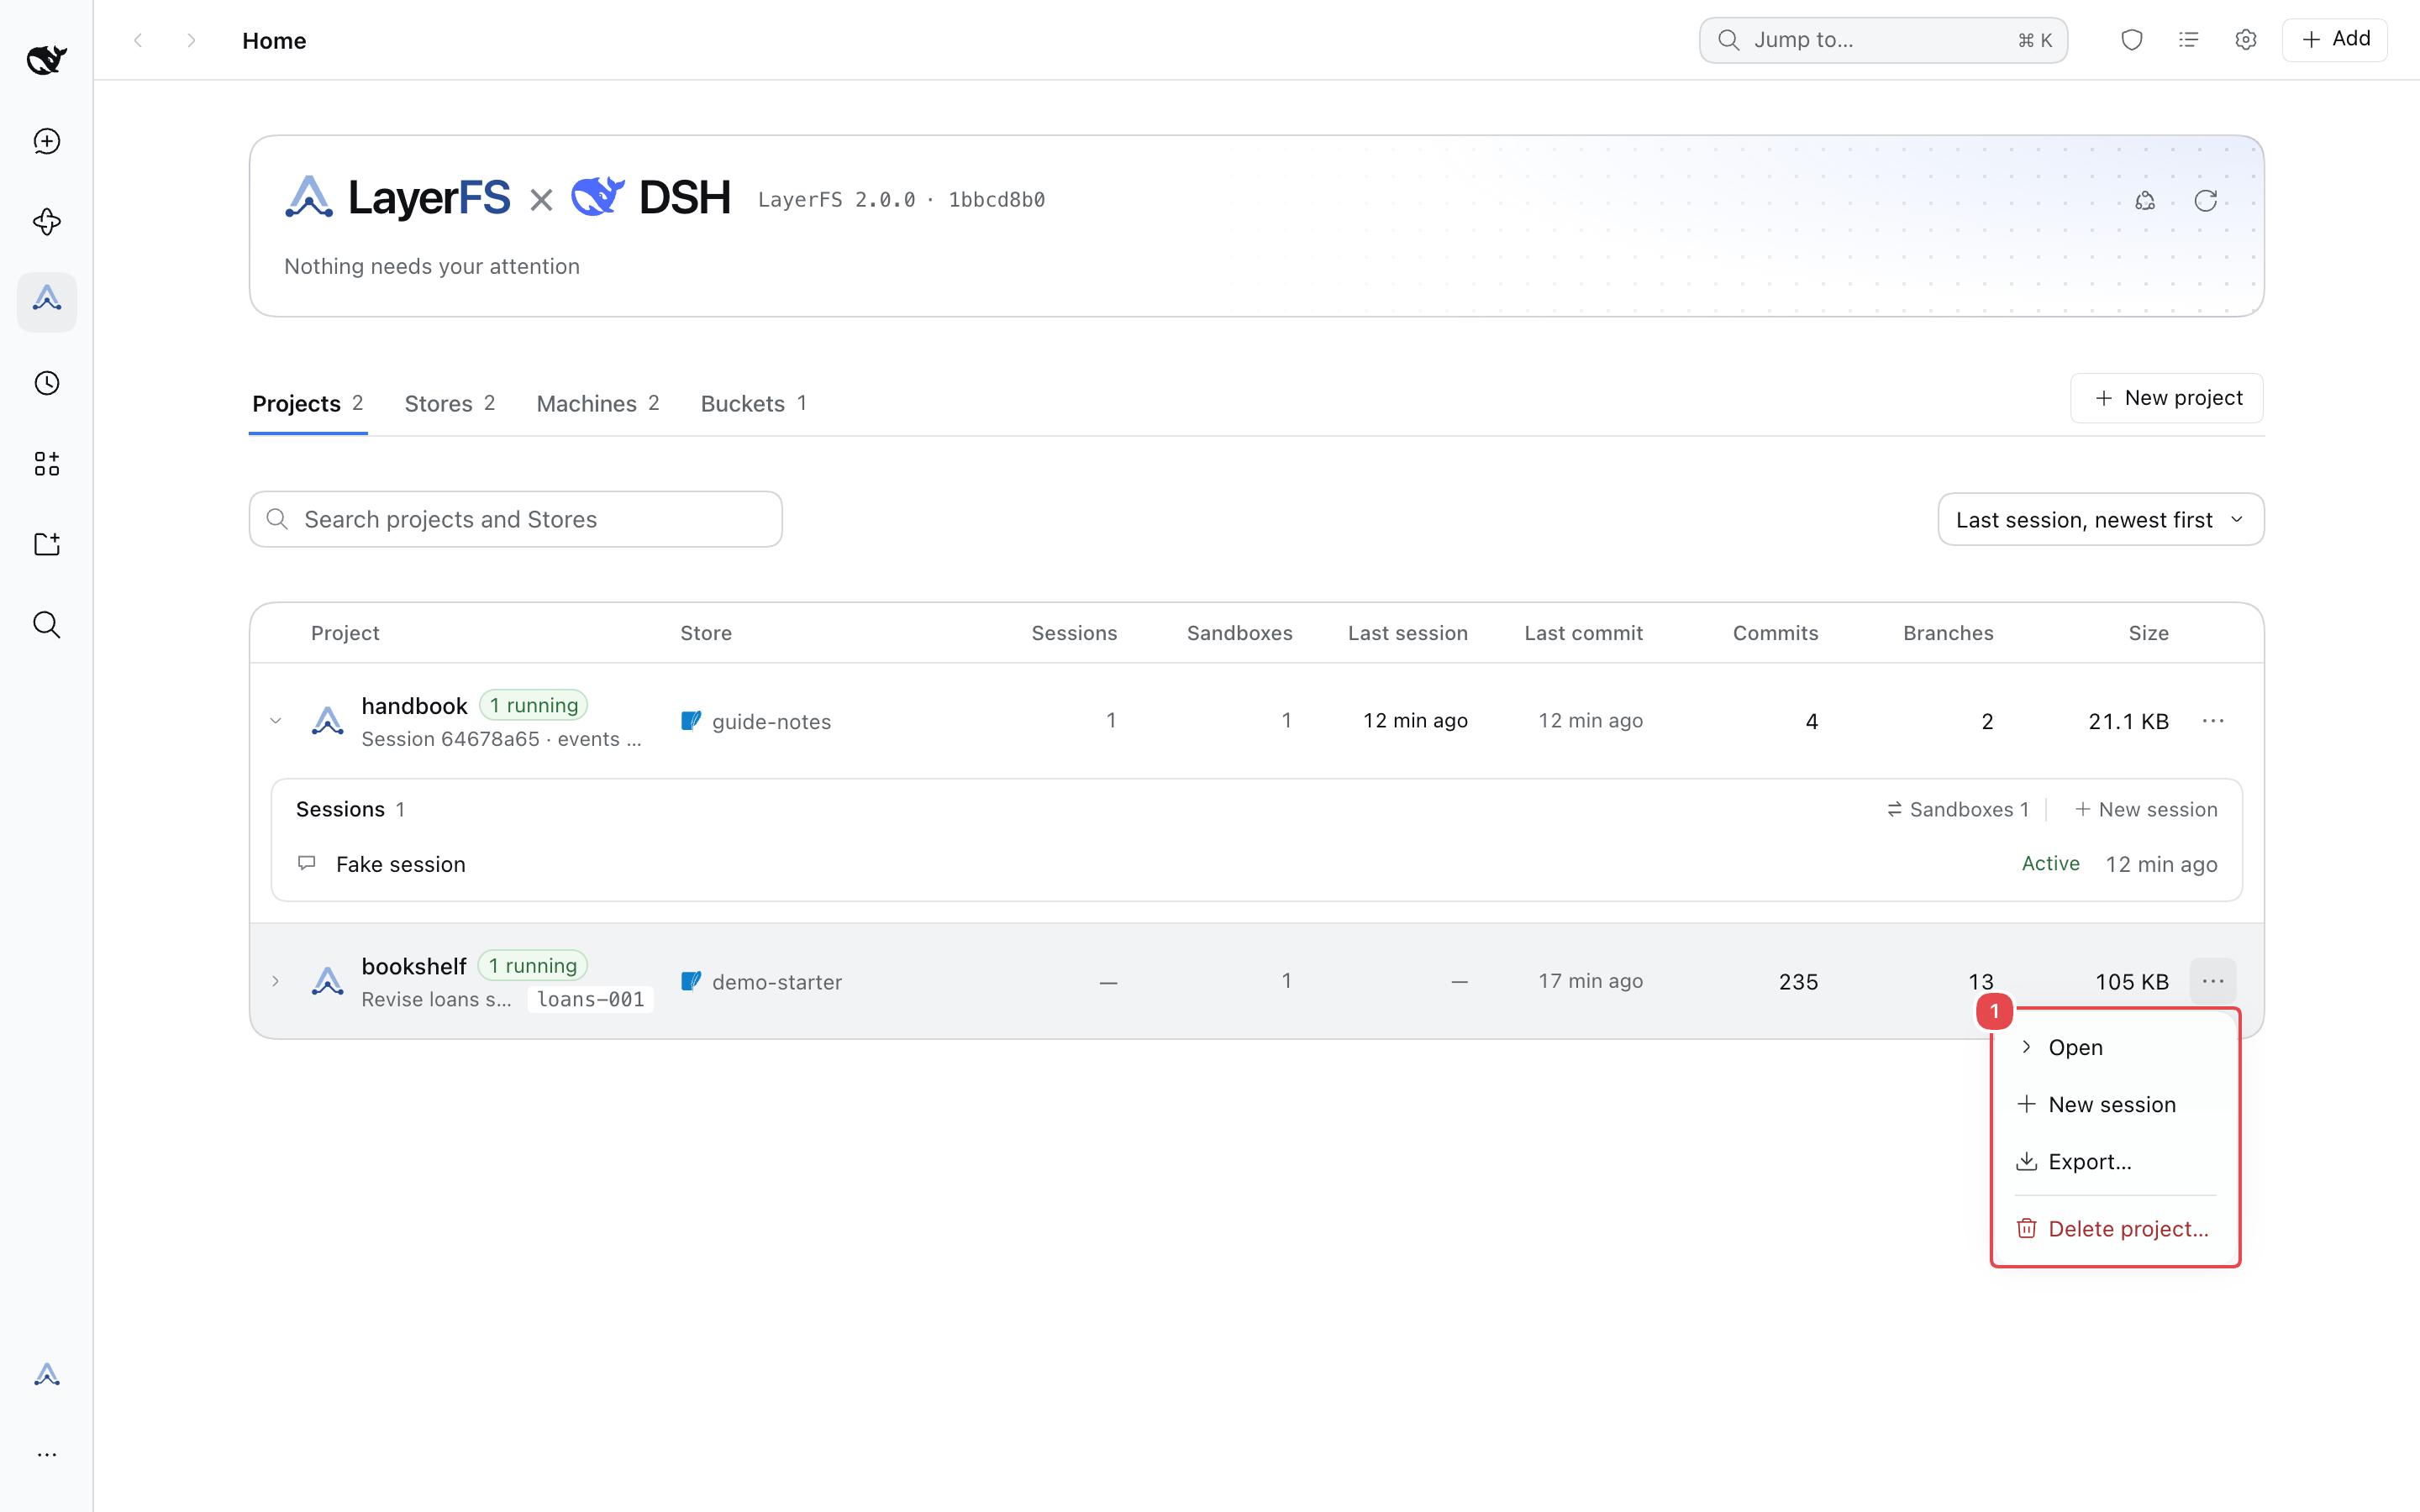 Home
Jump to...
⌘ K
+ Add
LayerFS × DSH LayerFS 2.0.0 · 1bbcd8b0
Nothing needs your attention
Projects 2 Stores 2 Machines 2 Buckets 1
+ New project
Search projects and Stores
Last session, newest first
Project Store Sessions Sandboxes Last session Last commit Commits Branches Size
handbook 1 running
Session 64678a65 · events ...
guide-notes 1 1 12 min ago 12 min ago 4 2 21.1 KB ...
Sessions 1
Sandboxes 1
+ New session
Fake session Active 12 min ago
bookshelf 1 running
Revise loans s... loans-001
demo-starter — 1 — 17 min ago 235 13 105 KB ...
1
Open
+ New session
Export...
Delete project...
...